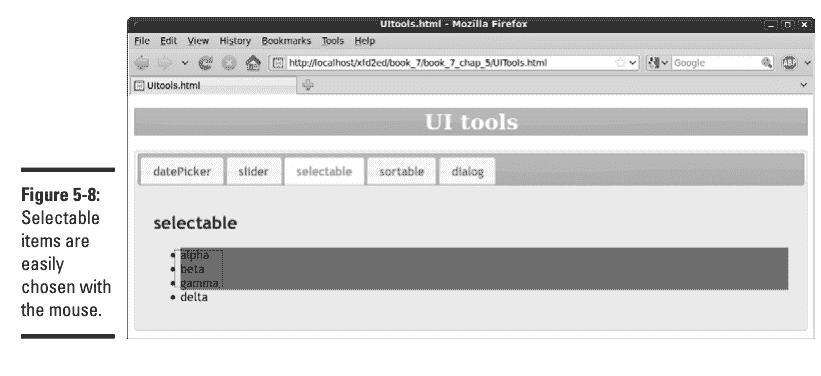 UItools.html - Mozilla Firefox
File Edit View History Bookmarks Tools Help
http://localhost/xfd2ed/book_7/book_7_chap_5/UITools.html
Google
ABP
UItools.html
UI tools
datePicker slider selectable sortable dialog
selectable
• alpha
• beta
• gamma
• delta
Figure 5-8:
Selectable
items are
easily
chosen with
the mouse.